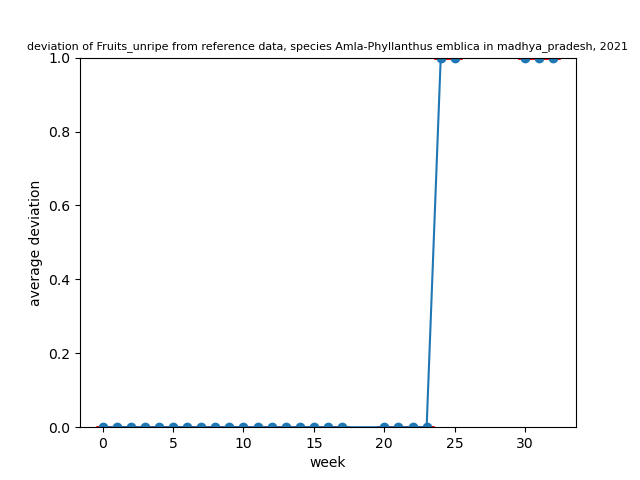 deviation of Fruits_unripe from reference data, species Amla-Phyllanthus emblica in madhya_pradesh, 2021
1.0
0.8
0.6
0.4
0.2
0.0
average deviation
0 5 10 15 20 25 30
week